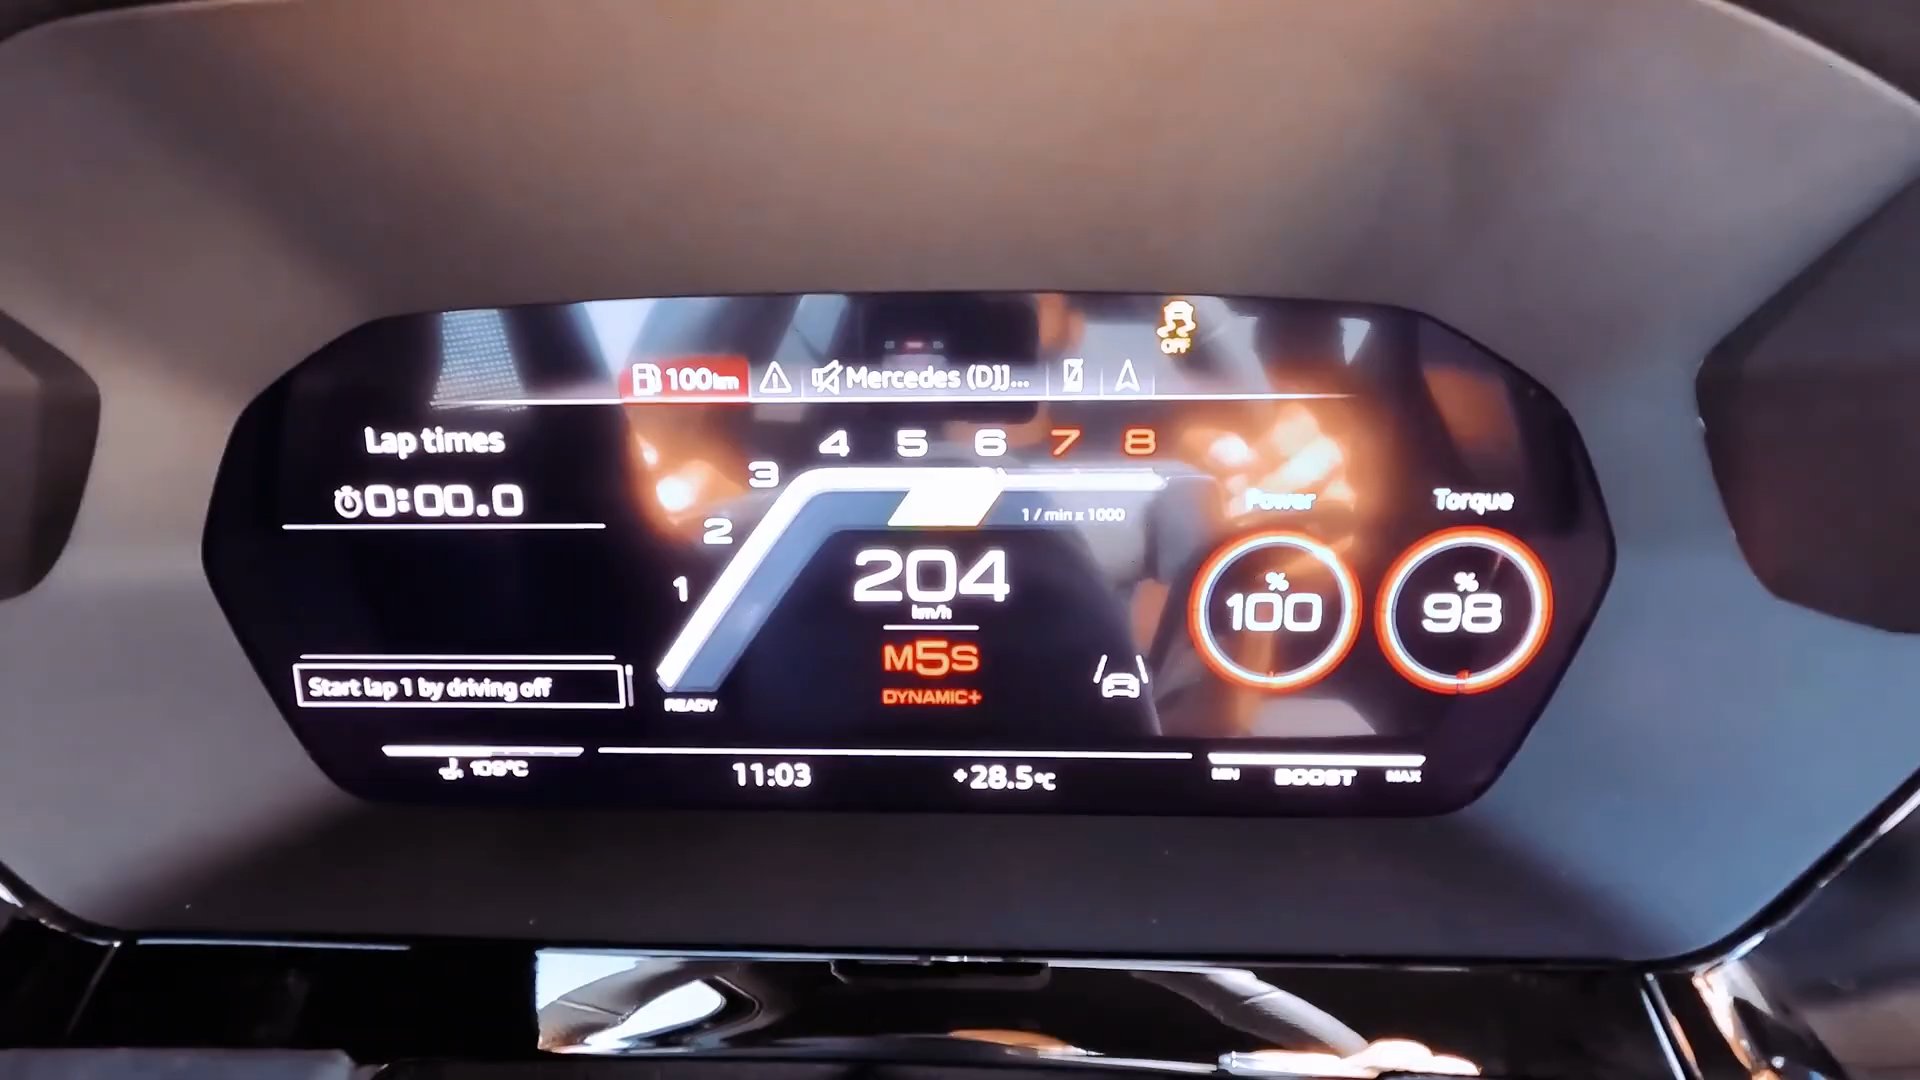 OFF
100km
Mercedes (DJJ...
Lap times
0:00.0
1 2 3 4 5 6 7 8
1 / min x 1000
204
km/h
M5S
DYNAMIC+
READY
Power
% 100
Torque
% 98
Start lap 1 by driving off
109°C
11:03
+28.5°C
MIN BOOST MAX